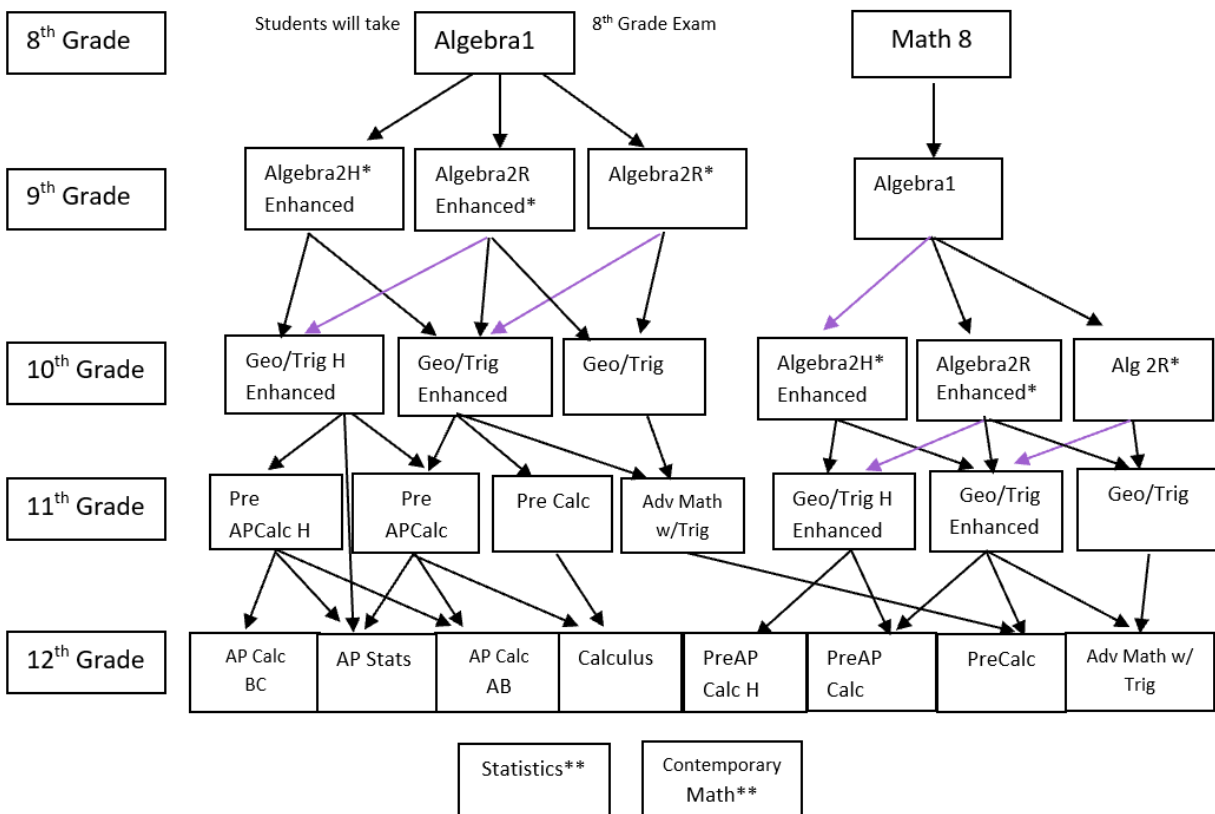 8th Grade
Students will take
Algebra1
8th Grade Exam
Math 8
9th Grade
Algebra2H*
Enhanced
Algebra2R
Enhanced*
Algebra2R*
Algebra1
10th Grade
Geo/Trig H
Enhanced
Geo/Trig
Enhanced
Geo/Trig
Algebra2H*
Enhanced
Algebra2R
Enhanced*
Alg 2R*
11th Grade
Pre
APCalc H
Pre
APCalc
Pre Calc
Adv Math
w/Trig
Geo/Trig H
Enhanced
Geo/Trig
Enhanced
Geo/Trig
12th Grade
AP Calc
BC
AP Stats
AP Calc
AB
Calculus
PreAP
Calc H
PreAP
Calc
PreCalc
Adv Math w/
Trig
Statistics**
Contemporary
Math**